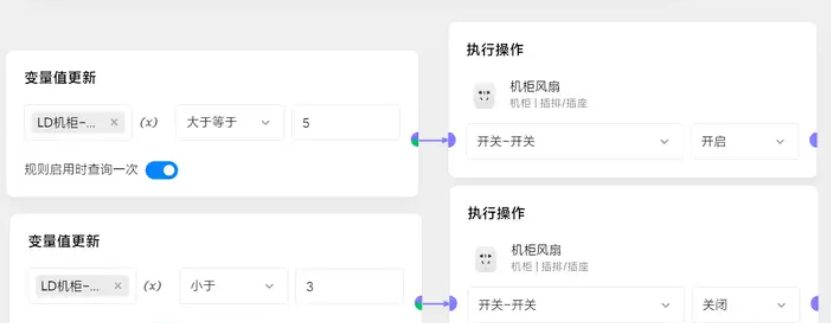 变量值更新
LD机柜-... × (x) 大于等于 5
规则启用时查询一次
执行操作
机柜风扇
机柜 | 插排/插座
开关-开关 开启
变量值更新
LD机柜-... × (x) 小于 3
执行操作
机柜风扇
机柜 | 插排/插座
开关-开关 关闭